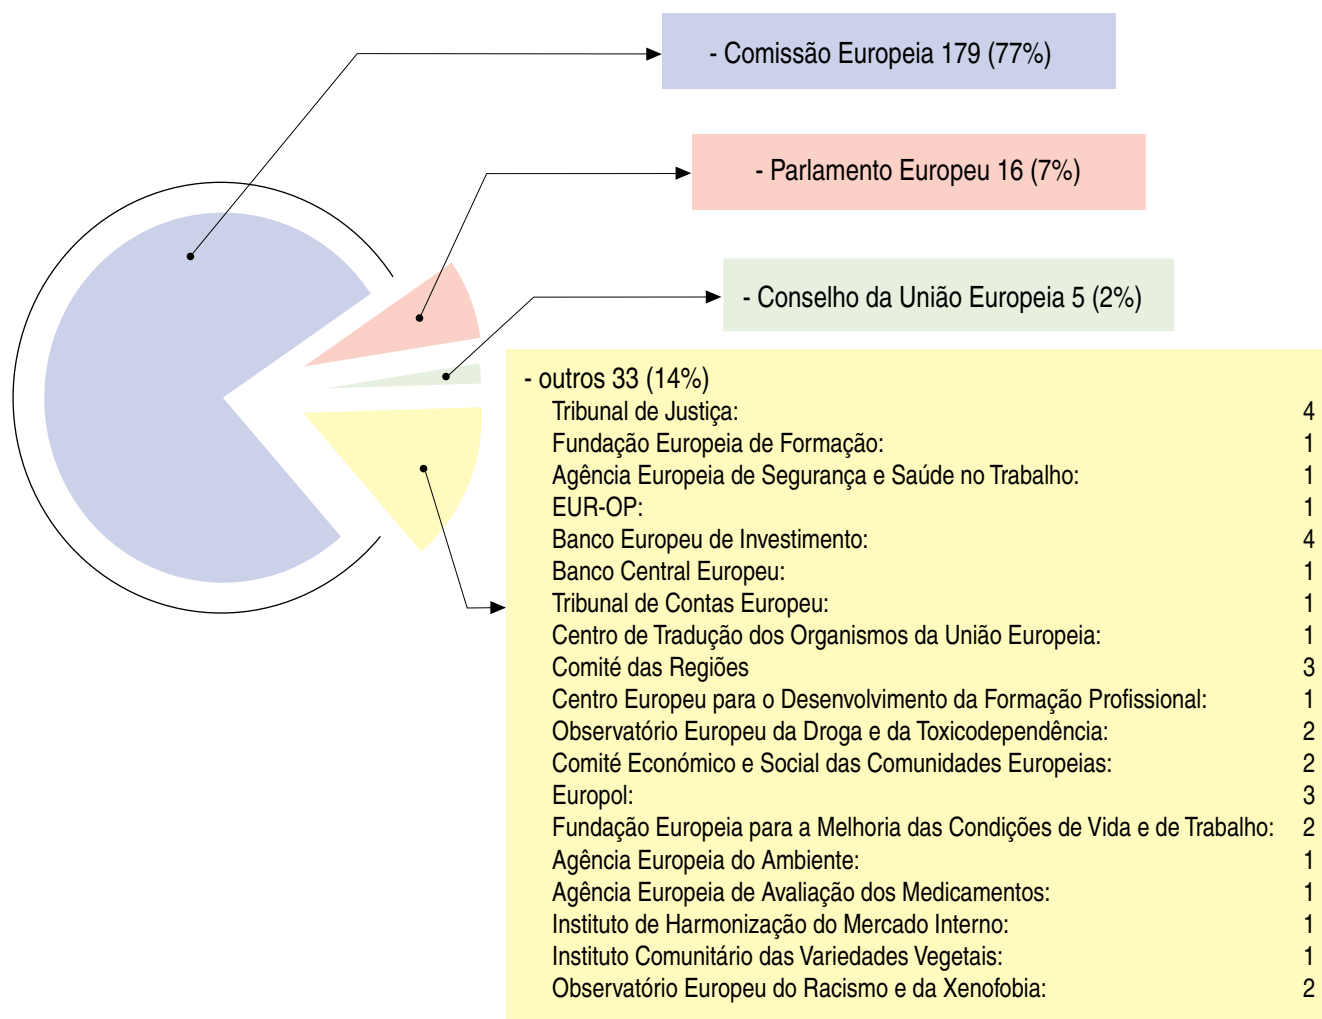 - Comissão Europeia 179 (77%)
- Parlamento Europeu 16 (7%)
- Conselho da União Europeia 5 (2%)
- outros 33 (14%)
Tribunal de Justiça: 4
Fundação Europeia de Formação: 1
Agência Europeia de Segurança e Saúde no Trabalho: 1
EUR-OP: 1
Banco Europeu de Investimento: 4
Banco Central Europeu: 1
Tribunal de Contas Europeu: 1
Centro de Tradução dos Organismos da União Europeia: 1
Comité das Regiões 3
Centro Europeu para o Desenvolvimento da Formação Profissional: 1
Observatório Europeu da Droga e da Toxicodependência: 2
Comité Económico e Social das Comunidades Europeias: 2
Europol: 3
Fundação Europeia para a Melhoria das Condições de Vida e de Trabalho: 2
Agência Europeia do Ambiente: 1
Agência Europeia de Avaliação dos Medicamentos: 1
Instituto de Harmonização do Mercado Interno: 1
Instituto Comunitário das Variedades Vegetais: 1
Observatório Europeu do Racismo e da Xenofobia: 2